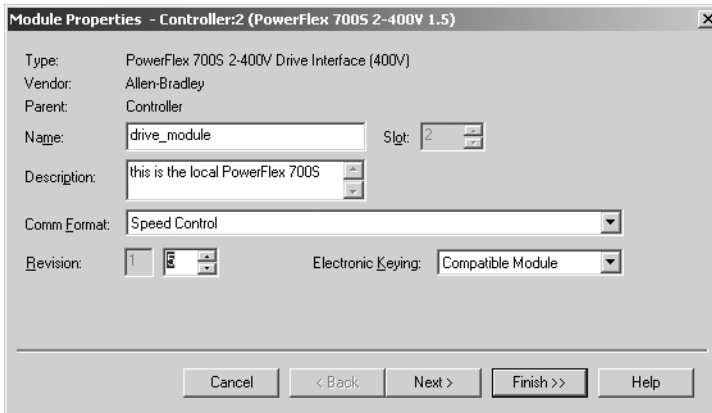 Module Properties - Controller:2 (PowerFlex 700S 2-400V 1.5)
Type: PowerFlex 700S 2-400V Drive Interface (400V)
Vendor: Allen-Bradley
Parent: Controller
Name: drive_module Slot: 2
Description: this is the local PowerFlex 700S
Comm Format: Speed Control
Revision: 1 5 Electronic Keying: Compatible Module
Cancel < Back Next > Finish >> Help